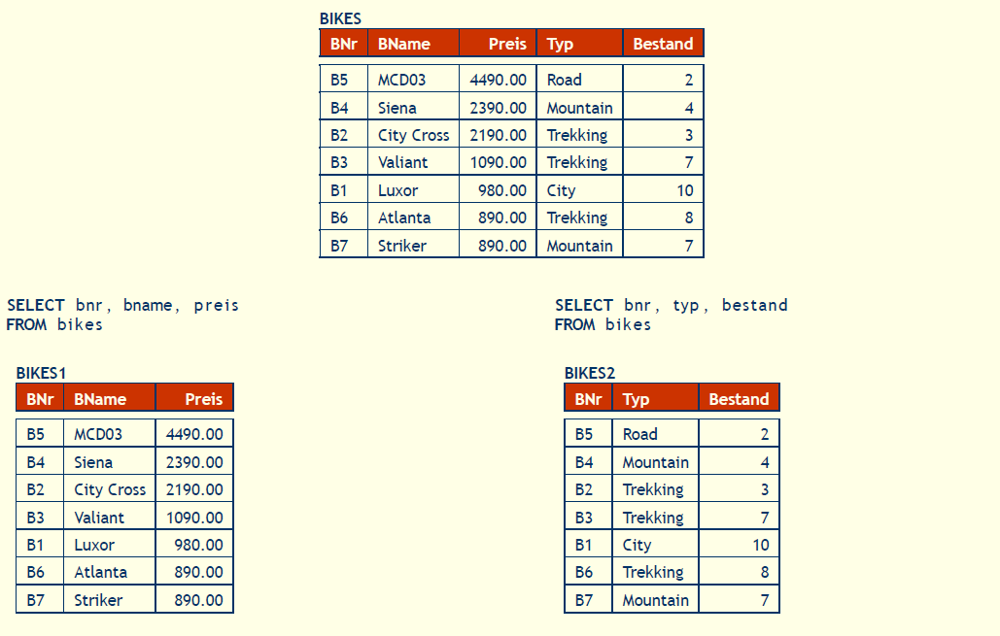 BIKES
BNr BName Preis Typ Bestand
B5 MCD03 4490.00 Road 2
B4 Siena 2390.00 Mountain 4
B2 City Cross 2190.00 Trekking 3
B3 Valiant 1090.00 Trekking 7
B1 Luxor 980.00 City 10
B6 Atlanta 890.00 Trekking 8
B7 Striker 890.00 Mountain 7
SELECT bnr, bname, preis
FROM bikes
BIKES1
BNr BName Preis
B5 MCD03 4490.00
B4 Siena 2390.00
B2 City Cross 2190.00
B3 Valiant 1090.00
B1 Luxor 980.00
B6 Atlanta 890.00
B7 Striker 890.00
SELECT bnr, typ, bestand
FROM bikes
BIKES2
BNr Typ Bestand
B5 Road 2
B4 Mountain 4
B2 Trekking 3
B3 Trekking 7
B1 City 10
B6 Trekking 8
B7 Mountain 7